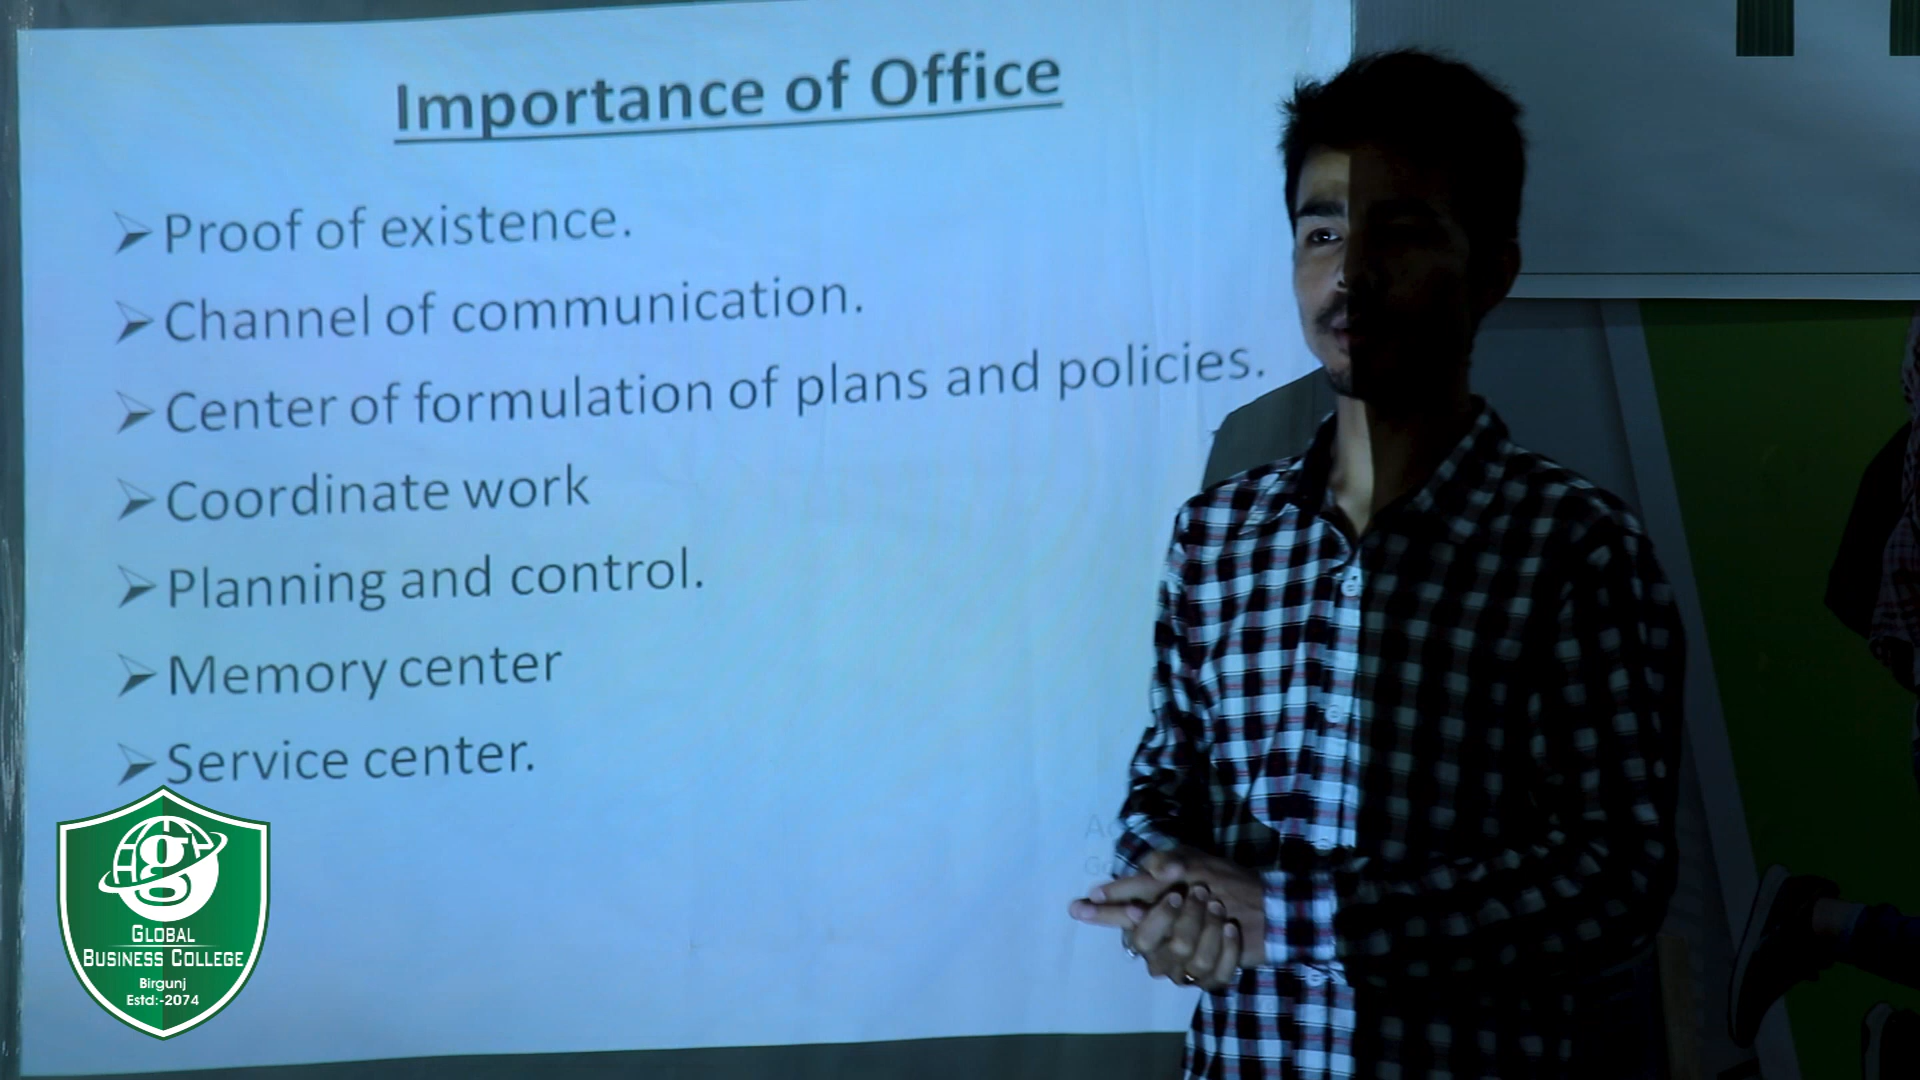 Importance of Office
Proof of existence.
Channel of communication.
Center of formulation of plans and policies.
Coordinate work
Planning and control.
Memory center
Service center.
g
GLOBAL
BUSINESS COLLEGE
Birgunj
Estd:-2074